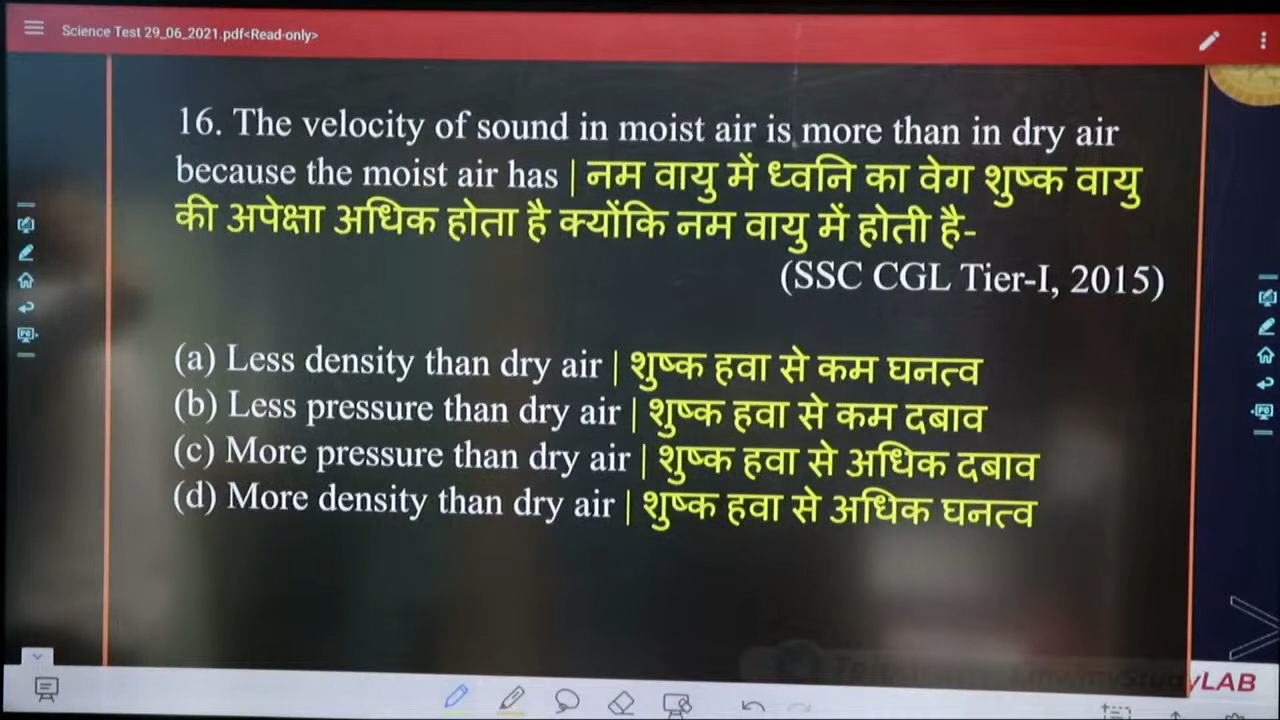 Science Test 29_06_2021.pdf<Read-only>
16. The velocity of sound in moist air is more than in dry air
because the moist air has | नम वायु में ध्वनि का वेग शुष्क वायु
की अपेक्षा अधिक होता है क्योंकि नम वायु में होती है-
(SSC CGL Tier-I, 2015)
(a) Less density than dry air | शुष्क हवा से कम घनत्व
(b) Less pressure than dry air | शुष्क हवा से कम दबाव
(c) More pressure than dry air | शुष्क हवा से अधिक दबाव
(d) More density than dry air | शुष्क हवा से अधिक घनत्व
StudyLAB